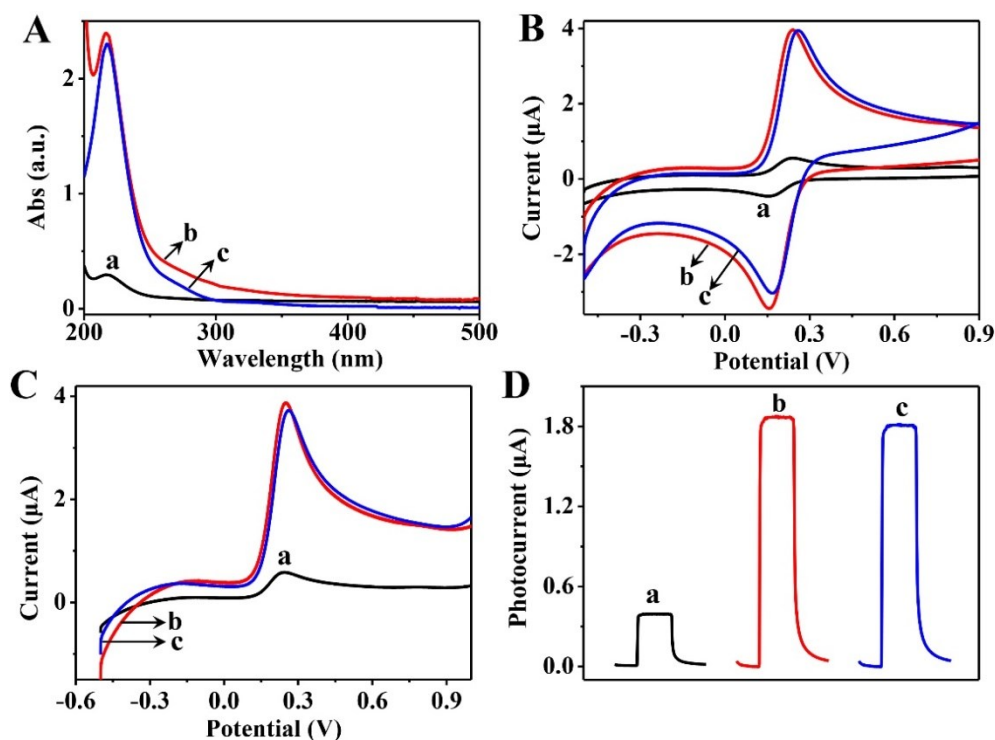 A
Abs (a.u.)
2
1
0
a
b
c
200
300
400
500
Wavelength (nm)
B
Current (μA)
4
2
0
-2
a
b
c
-0.3
0.0
0.3
0.6
0.9
Potential (V)
C
Current (μA)
4
2
0
a
b
c
-0.6
-0.3
0.0
0.3
0.6
0.9
Potential (V)
D
Photocurrent (μA)
1.8
1.2
0.6
0.0
a
b
c